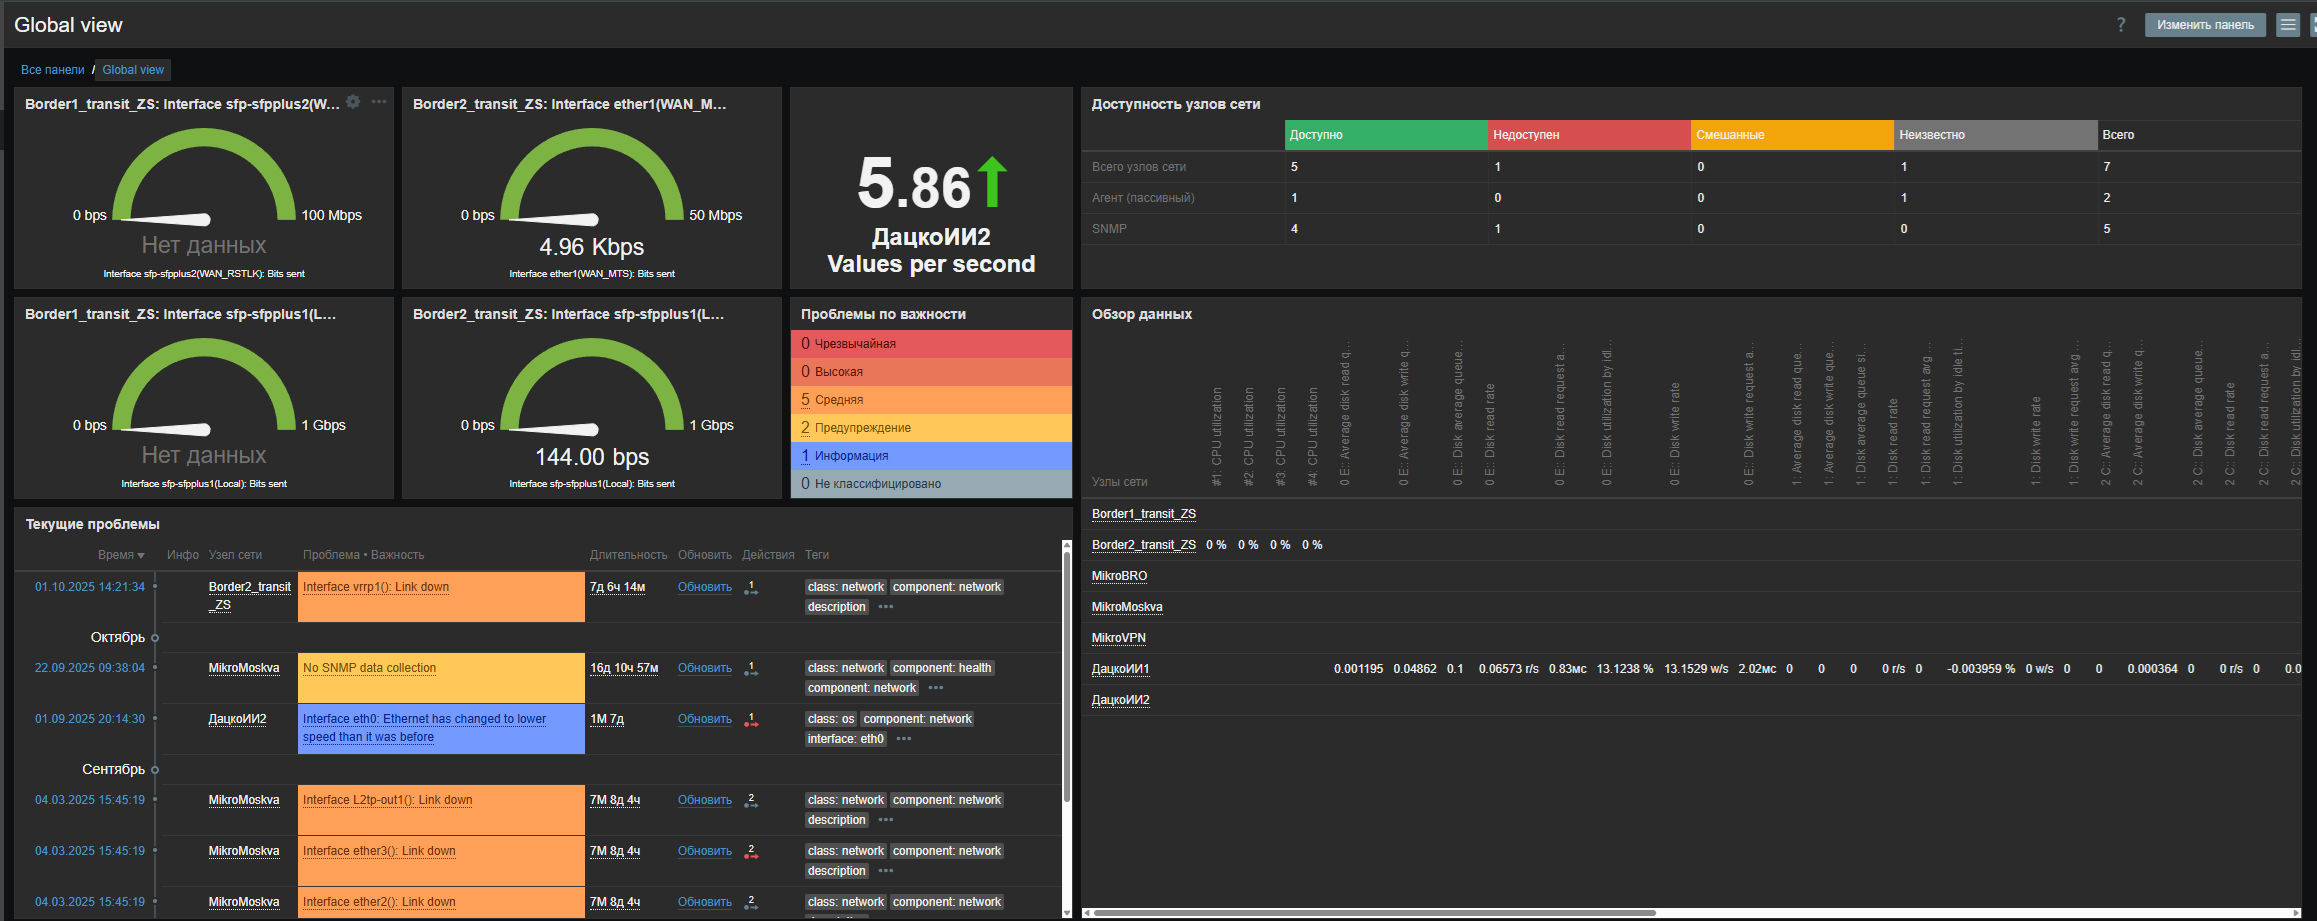 Global view
? Изменить панель
Все панели / Global view
Border1_transit_ZS: Interface sfp-sfpplus2(W...
0 bps 100 Mbps
Нет данных
Interface sfp-sfpplus2(WAN_RSTLK): Bits sent
Border2_transit_ZS: Interface ether1(WAN_M...
0 bps 50 Mbps
4.96 Kbps
Interface ether1(WAN_MTS): Bits sent
5.86
ДацкоИИ2
Values per second
Доступность узлов сети
Доступно Недоступен Смешанные Неизвестно Всего
Всего узлов сети 5 1 0 1 7
Агент (пассивный) 1 0 0 1 2
SNMP 4 1 0 0 5
Border1_transit_ZS: Interface sfp-sfpplus1(L...
0 bps 1 Gbps
Нет данных
Interface sfp-sfpplus1(Local): Bits sent
Border2_transit_ZS: Interface sfp-sfpplus1(L...
0 bps 1 Gbps
144.00 bps
Interface sfp-sfpplus1(Local): Bits sent
Проблемы по важности
0 Чрезвычайная
0 Высокая
5 Средняя
2 Предупреждение
1 Информация
0 Не классифицировано
Текущие проблемы
Время Инфо Узел сети Проблема • Важность Длительность Обновить Действия Теги
01.10.2025 14:21:34 Border2_transit Interface vrrp1(): Link down 7д 6ч 14м Обновить 1 class: network component: network
_ZS description •••
Октябрь
22.09.2025 09:38:04 MikroMoskva No SNMP data collection 16д 10ч 57м Обновить 1 class: network component: health
component: network •••
01.09.2025 20:14:30 ДацкоИИ2 Interface eth0: Ethernet has changed to lower 1М 7д Обновить 1 class: os component: network
speed than it was before interface: eth0 •••
Сентябрь
04.03.2025 15:45:19 MikroMoskva Interface L2tp-out1(): Link down 7М 8д 4ч Обновить 2 class: network component: network
description •••
04.03.2025 15:45:19 MikroMoskva Interface ether3(): Link down 7М 8д 4ч Обновить 2 class: network component: network
description •••
04.03.2025 15:45:19 MikroMoskva Interface ether2(): Link down 7М 8д 4ч Обновить 2 class: network component: network
Обзор данных
Узлы сети
#1: CPU utilization
#2: CPU utilization
#3: CPU utilization
#4: CPU utilization
0 E:: Average disk read q...
0 E:: Average disk write q...
0 E:: Disk average queue...
0 E:: Disk read rate
0 E:: Disk read request a...
0 E:: Disk utilization by idl...
0 E:: Disk write rate
0 E:: Disk write request a...
1: Average disk read que...
1: Average disk write que...
1: Disk average queue si...
1: Disk read rate
1: Disk read request avg ...
1: Disk utilization by idle ti...
1: Disk write rate
1: Disk write request avg ...
2 C:: Average disk read q...
2 C:: Average disk write q...
2 C:: Disk average queue...
2 C:: Disk read rate
2 C:: Disk read request a...
2 C:: Disk utilization by idl...
Border1_transit_ZS
Border2_transit_ZS 0 % 0 % 0 % 0 %
MikroBRO
MikroMoskva
MikroVPN
ДацкоИИ1 0.001195 0.04862 0.1 0.06573 r/s 0.83мс 13.1238 % 13.1529 w/s 2.02мс 0 0 0 0 r/s 0 -0.003959 % 0 w/s 0 0 0.000364 0 0 r/s 0 0.0
ДацкоИИ2